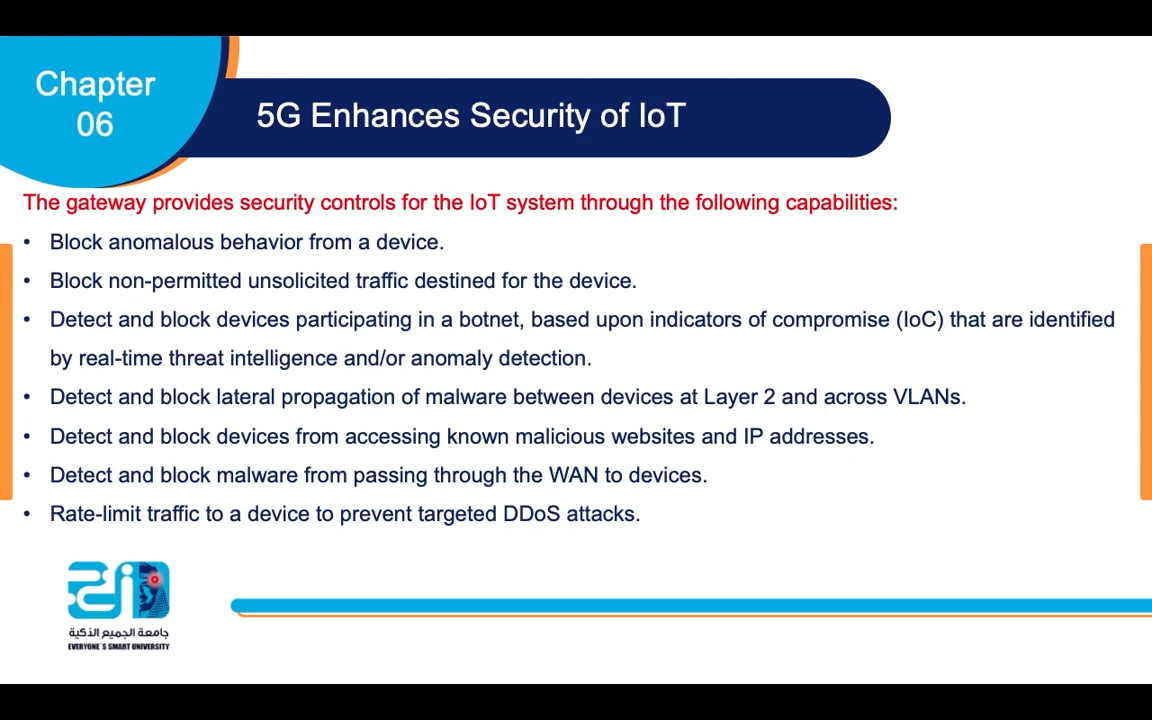 Chapter
06
5G Enhances Security of IoT
The gateway provides security controls for the IoT system through the following capabilities:
• Block anomalous behavior from a device.
• Block non-permitted unsolicited traffic destined for the device.
• Detect and block devices participating in a botnet, based upon indicators of compromise (IoC) that are identified
by real-time threat intelligence and/or anomaly detection.
• Detect and block lateral propagation of malware between devices at Layer 2 and across VLANs.
• Detect and block devices from accessing known malicious websites and IP addresses.
• Detect and block malware from passing through the WAN to devices.
• Rate-limit traffic to a device to prevent targeted DDoS attacks.
جامعة الجميع الذكية
EVERYONE`S SMART UNIVERSITY